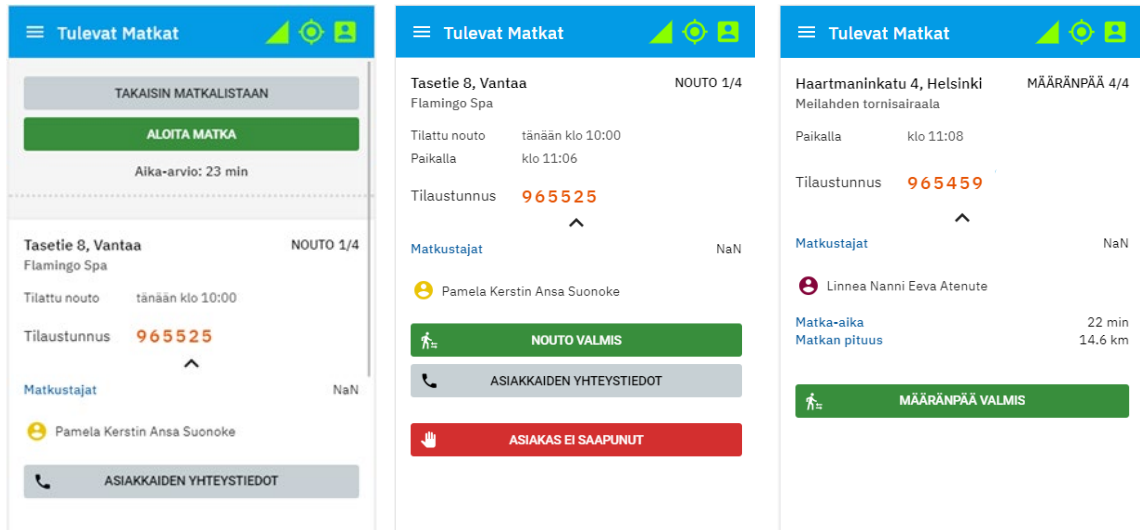 Tulevat Matkat
TAKAISIN MATKALISTAAN
ALOITA MATKA
Aika-arvio: 23 min
Tasetie 8, Vantaa NOUTO 1/4
Flamingo Spa
Tilattu nouto tänään klo 10:00
Tilaustunnus 965525
Matkustajat NaN
Pamela Kerstin Ansa Suonoke
ASIAKKAIDEN YHTEYSTIEDOT
Tulevat Matkat
Tasetie 8, Vantaa NOUTO 1/4
Flamingo Spa
Tilattu nouto tänään klo 10:00
Paikalla klo 11:06
Tilaustunnus 965525
Matkustajat NaN
Pamela Kerstin Ansa Suonoke
NOUTO VALMIS
ASIAKKAIDEN YHTEYSTIEDOT
ASIAKAS EI SAAPUNUT
Tulevat Matkat
Haartmaninkatu 4, Helsinki MÄÄRÄNPÄÄ 4/4
Meilahden tornisairaala
Paikalla klo 11:08
Tilaustunnus 965459
Matkustajat NaN
Linnea Nanni Eeva Atenute
Matka-aika 22 min
Matkan pituus 14.6 km
MÄÄRÄNPÄÄ VALMIS